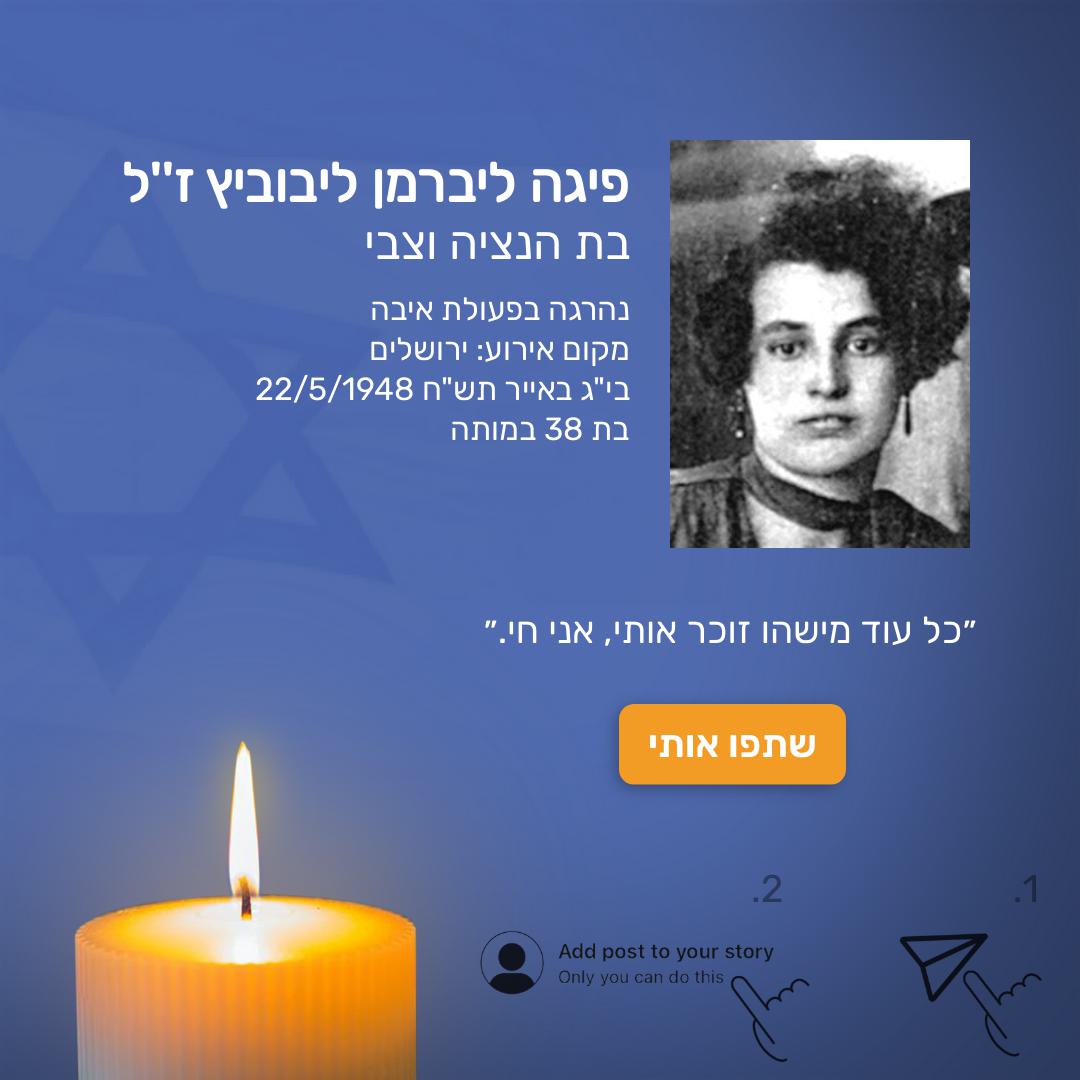 פיגה ליברמן ליבוביץ ז"ל
בת הנציה וצבי
נהרגה בפעולת איבה
מקום אירוע: ירושלים
בי"ג באייר תש"ח 22/5/1948
בת 38 במותה
״כל עוד מישהו זוכר אותי, אני חי.״
שתפו אותי
1.
2.
Add post to your story
Only you can do this